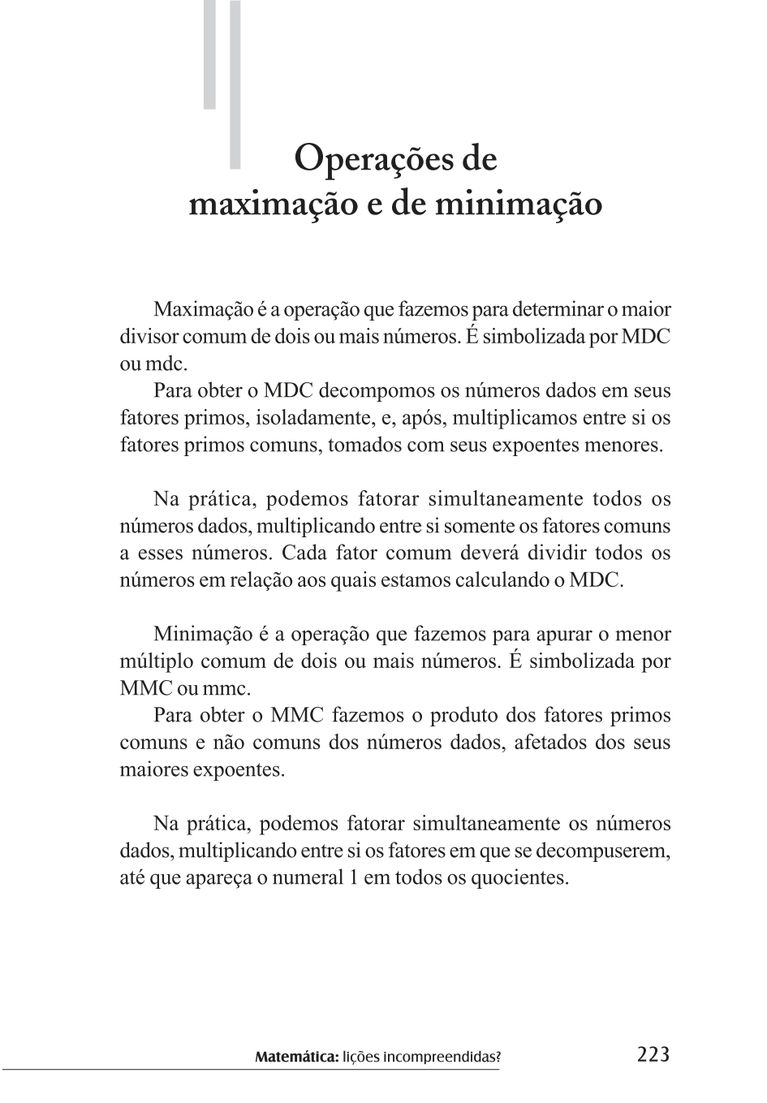 Operações de
maximação e de minimação
Maximação é a operação que fazemos para determinar o maior
divisor comum de dois ou mais números. É simbolizada por MDC
ou mdc.
Para obter o MDC decompomos os números dados em seus
fatores primos, isoladamente, e, após, multiplicamos entre si os
fatores primos comuns, tomados com seus expoentes menores.
Na prática, podemos fatorar simultaneamente todos os
números dados, multiplicando entre si somente os fatores comuns
a esses números. Cada fator comum deverá dividir todos os
números em relação aos quais estamos calculando o MDC.
Minimação é a operação que fazemos para apurar o menor
múltiplo comum de dois ou mais números. É simbolizada por
MMC ou mmc.
Para obter o MMC fazemos o produto dos fatores primos
comuns e não comuns dos números dados, afetados dos seus
maiores expoentes.
Na prática, podemos fatorar simultaneamente os números
dados, multiplicando entre si os fatores em que se decompuserem,
até que apareça o numeral 1 em todos os quocientes.
Matemática: lições incompreendidas? 223